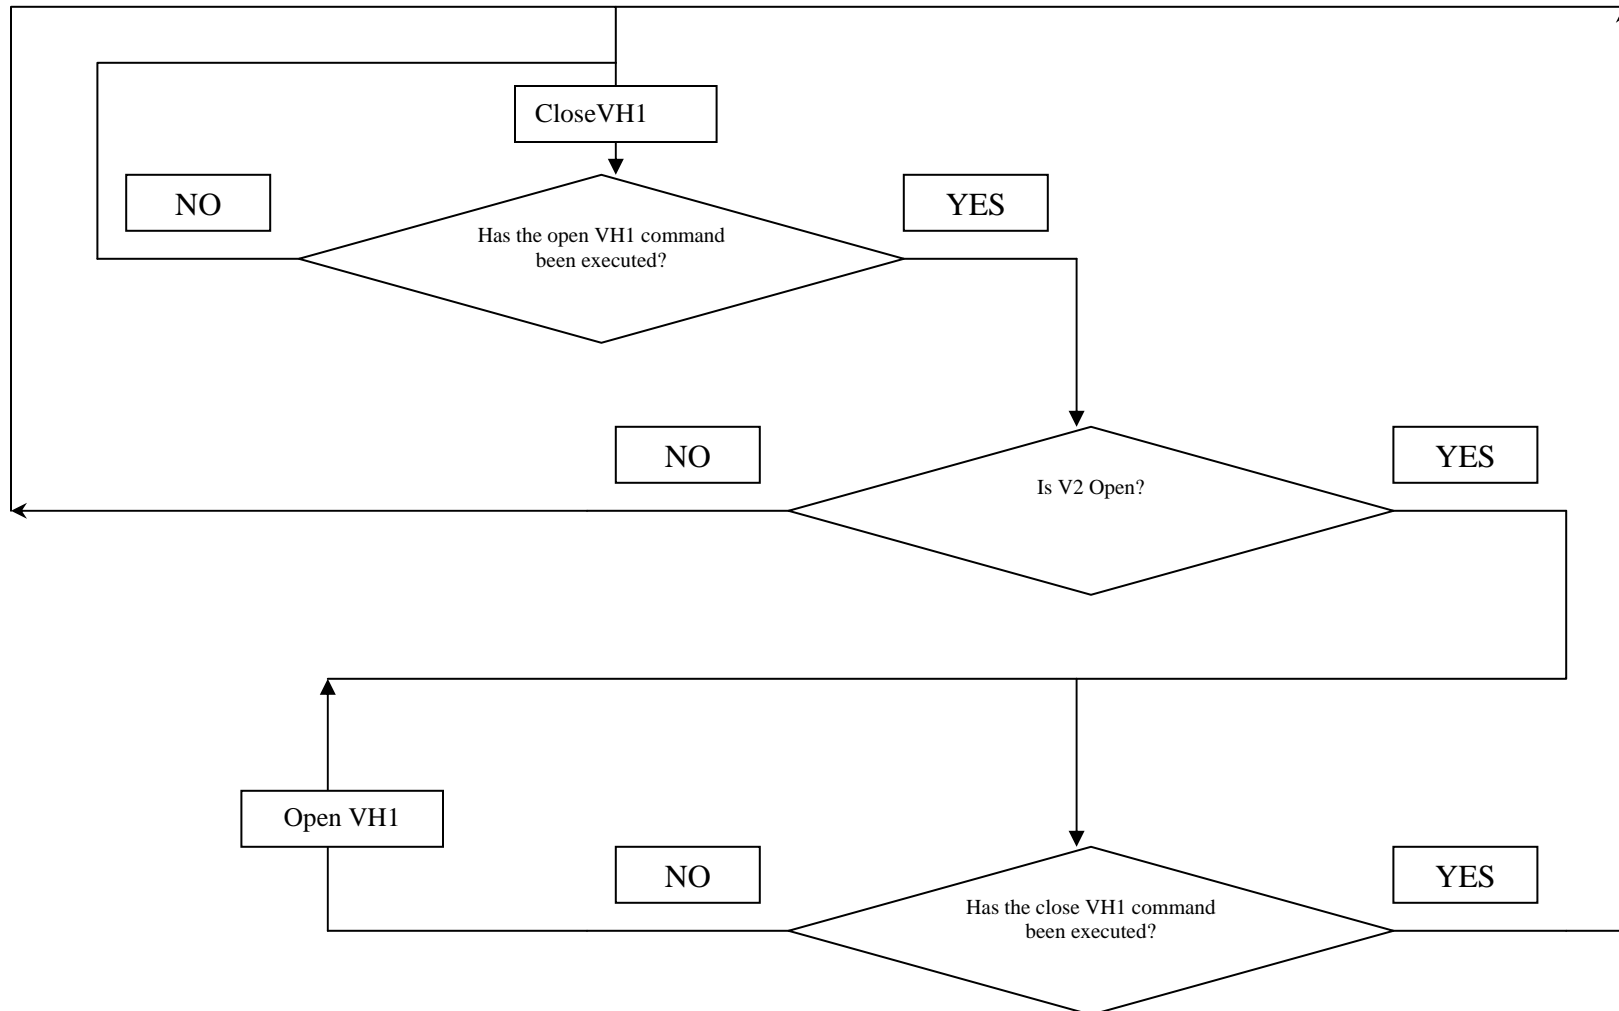 CloseVH1
NO
YES
Has the open VH1 command
been executed?
NO
YES
Is V2 Open?
Open VH1
NO
YES
Has the close VH1 command
been executed?